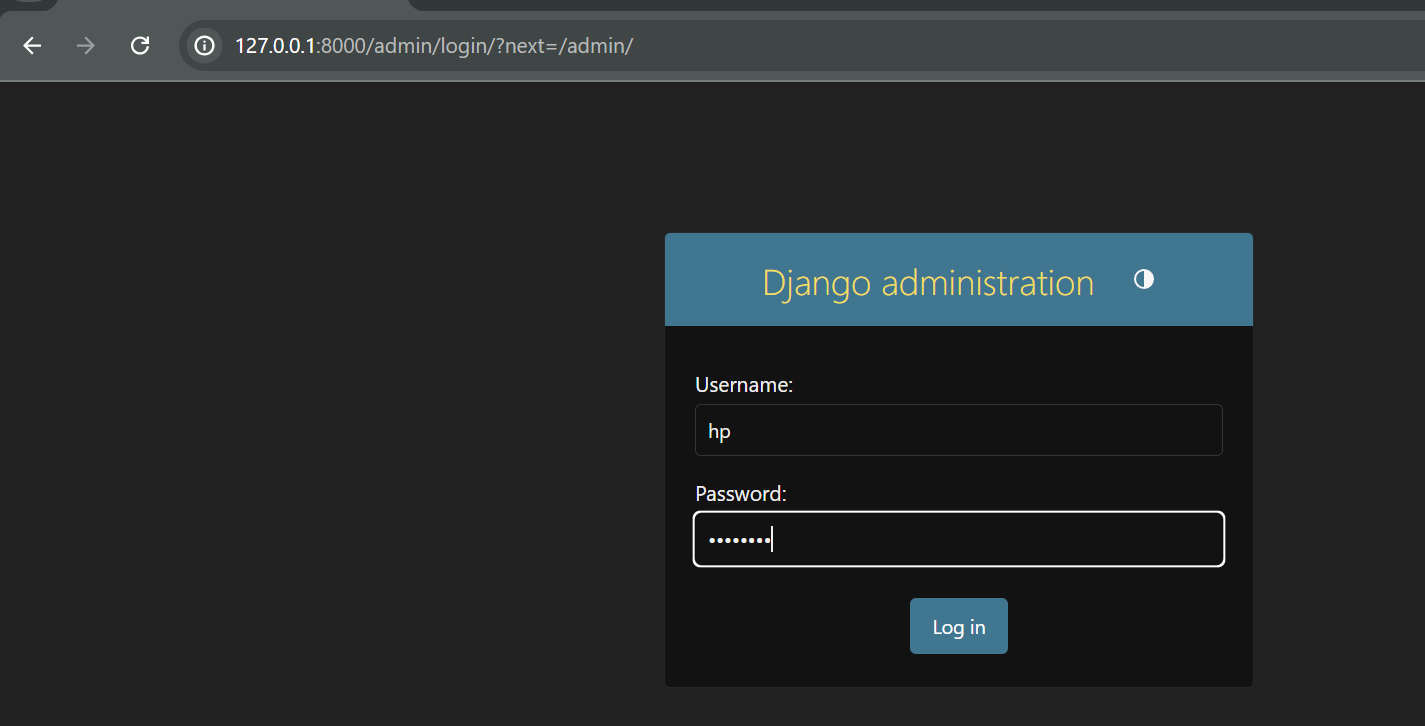 127.0.0.1:8000/admin/login/?next=/admin/
Django administration
Username:
hp
Password:
••••••••
Log in